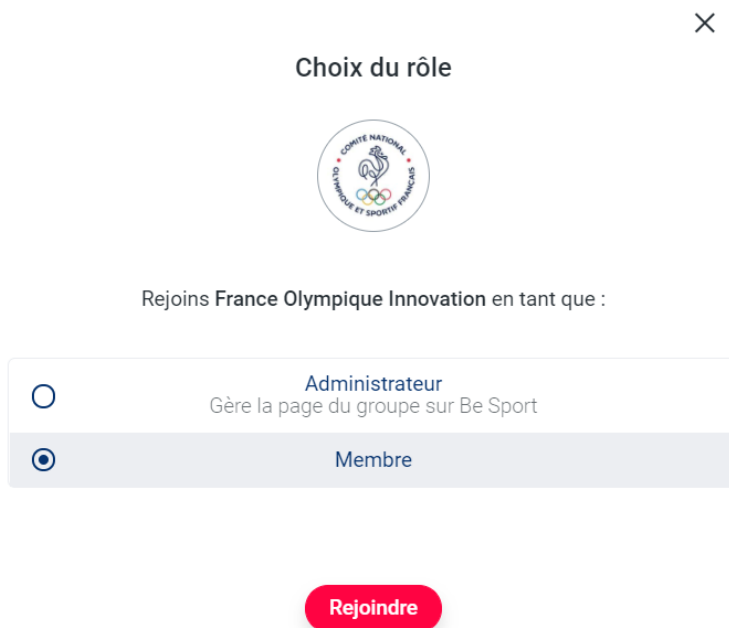 Choix du rôle
COMITÉ NATIONAL
OLYMPIQUE ET SPORTIF FRANÇAIS
Rejoins France Olympique Innovation en tant que :
Administrateur
Gère la page du groupe sur Be Sport
Membre
Rejoindre